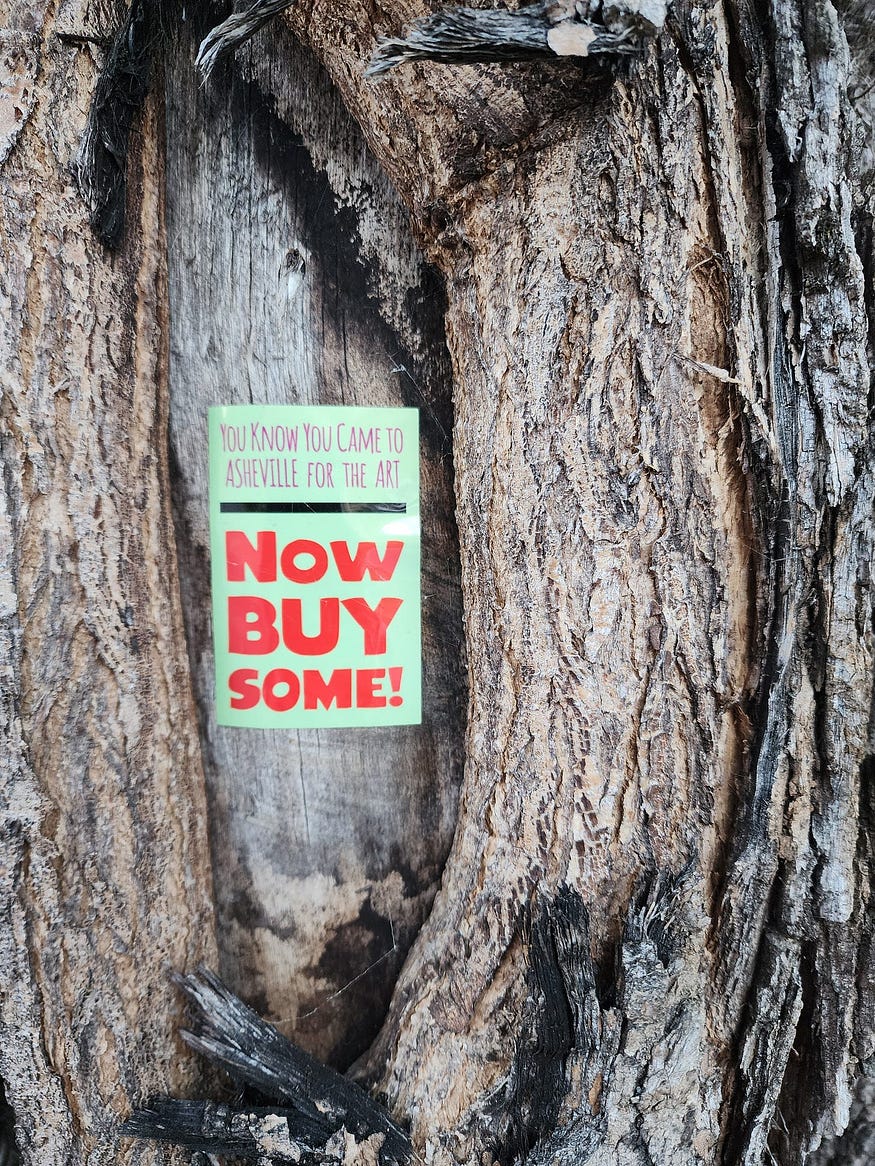 You Know You Came to
Asheville for the Art
Now
Buy
Some!